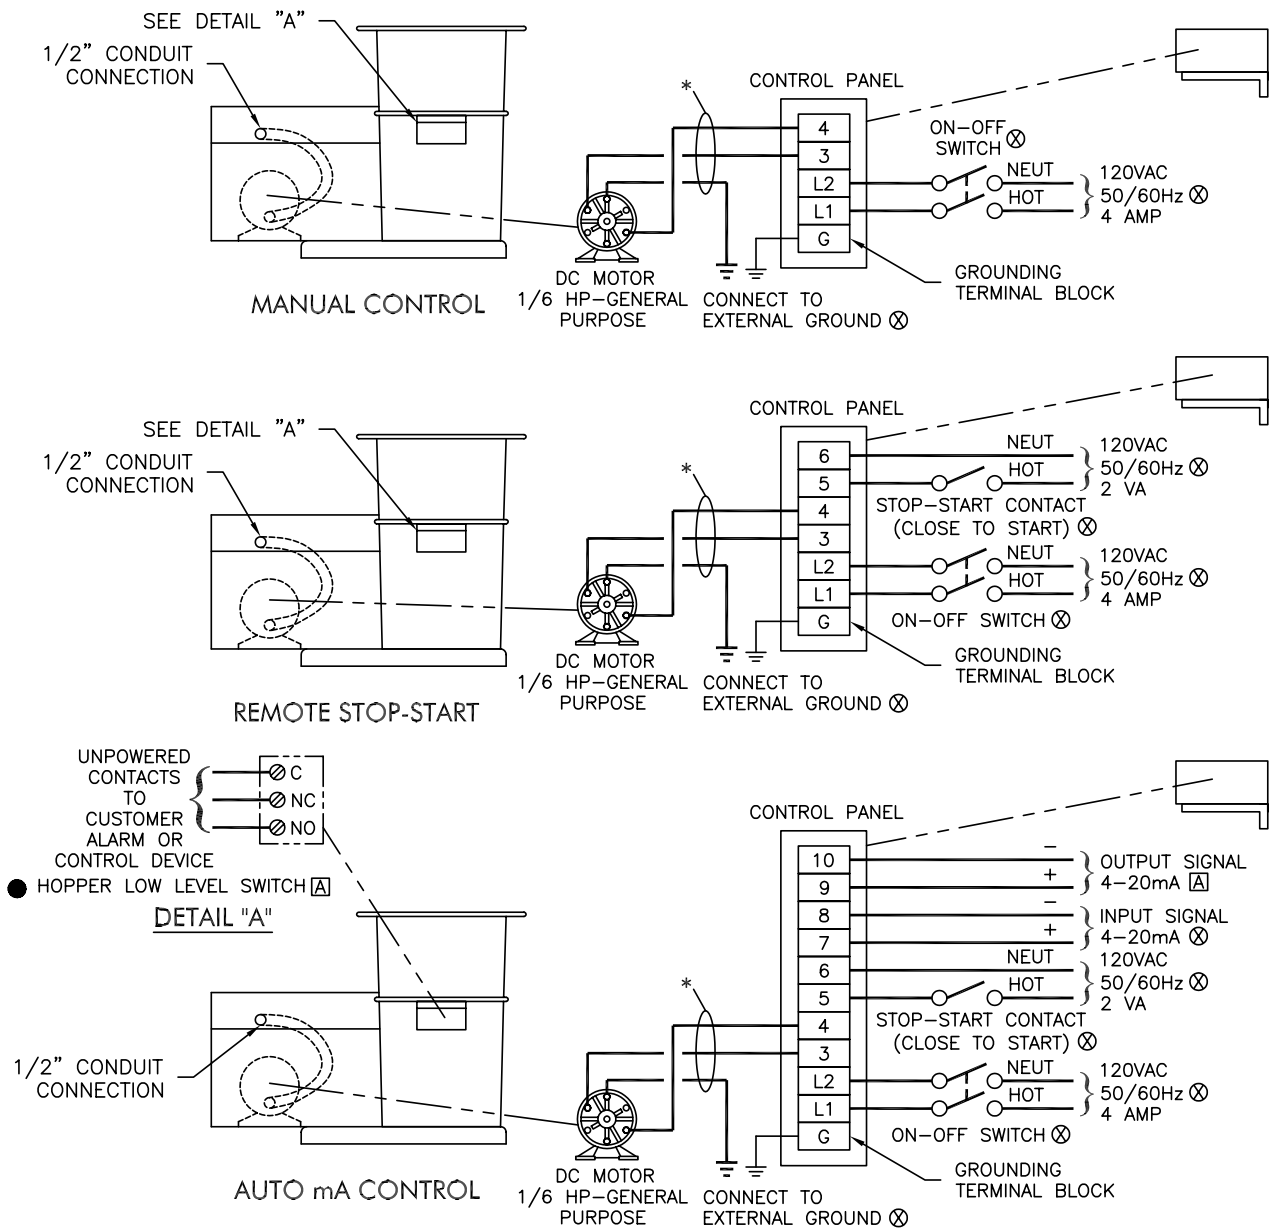 SEE DETAIL "A"
1/2" CONDUIT
CONNECTION
*
CONTROL PANEL
4
3
L2
L1
G
ON-OFF
SWITCH Ⓧ
NEUT
HOT
120VAC
50/60Hz Ⓧ
4 AMP
GROUNDING
TERMINAL BLOCK
DC MOTOR
1/6 HP-GENERAL
PURPOSE
CONNECT TO
EXTERNAL GROUND Ⓧ
MANUAL CONTROL
SEE DETAIL "A"
1/2" CONDUIT
CONNECTION
*
CONTROL PANEL
6
5
4
3
L2
L1
G
NEUT
HOT
120VAC
50/60Hz Ⓧ
2 VA
STOP-START CONTACT
(CLOSE TO START) Ⓧ
NEUT
HOT
120VAC
50/60Hz Ⓧ
4 AMP
ON-OFF SWITCH Ⓧ
GROUNDING
TERMINAL BLOCK
DC MOTOR
1/6 HP-GENERAL
PURPOSE
CONNECT TO
EXTERNAL GROUND Ⓧ
REMOTE STOP-START
UNPOWERED
CONTACTS
TO
CUSTOMER
ALARM OR
CONTROL DEVICE
C
NC
NO
● HOPPER LOW LEVEL SWITCH A
DETAIL "A"
1/2" CONDUIT
CONNECTION
*
CONTROL PANEL
10
9
8
7
6
5
4
3
L2
L1
G
−
+
OUTPUT SIGNAL
4-20mA A
−
+
INPUT SIGNAL
4-20mA Ⓧ
NEUT
HOT
120VAC
50/60Hz Ⓧ
2 VA
STOP-START CONTACT
(CLOSE TO START) Ⓧ
NEUT
HOT
120VAC
50/60Hz Ⓧ
4 AMP
ON-OFF SWITCH Ⓧ
GROUNDING
TERMINAL BLOCK
DC MOTOR
1/6 HP-GENERAL
PURPOSE
CONNECT TO
EXTERNAL GROUND Ⓧ
AUTO mA CONTROL